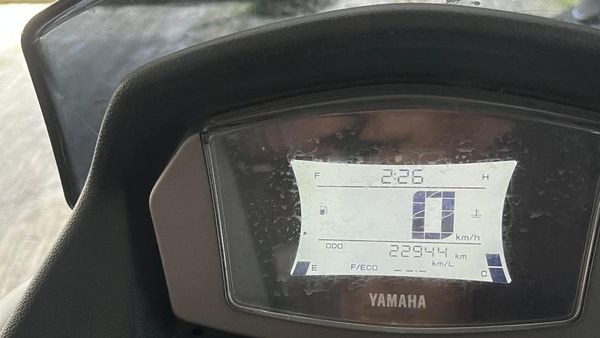 F 2:26 H
0 km/h
ODO 22944 km
E F/ECO --.- km/L C
YAMAHA